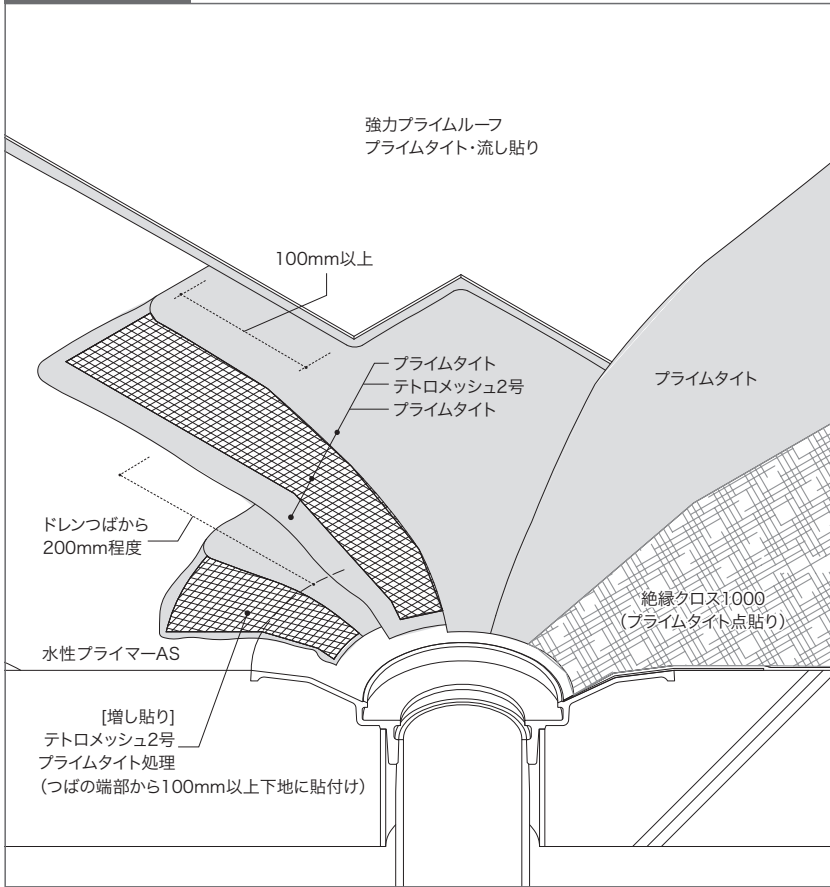 強力プライムルーフ
プライムタイト・流し貼り
100mm以上
プライムタイト
テトロメッシュ2号
プライムタイト
プライムタイト
ドレンつばから
200mm程度
絶縁クロス1000
(プライムタイト点貼り)
水性プライマーAS
[増し貼り]
テトロメッシュ2号
プライムタイト処理
(つばの端部から100mm以上下地に貼付け)